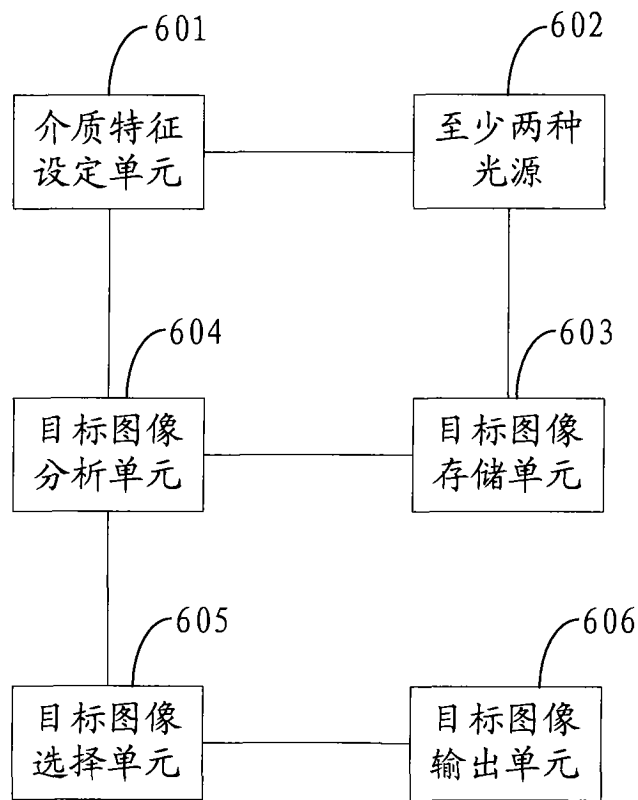 601
602
介质特征
设定单元
至少两种
光源
604
603
目标图像
分析单元
目标图像
存储单元
605
606
目标图像
选择单元
目标图像
输出单元